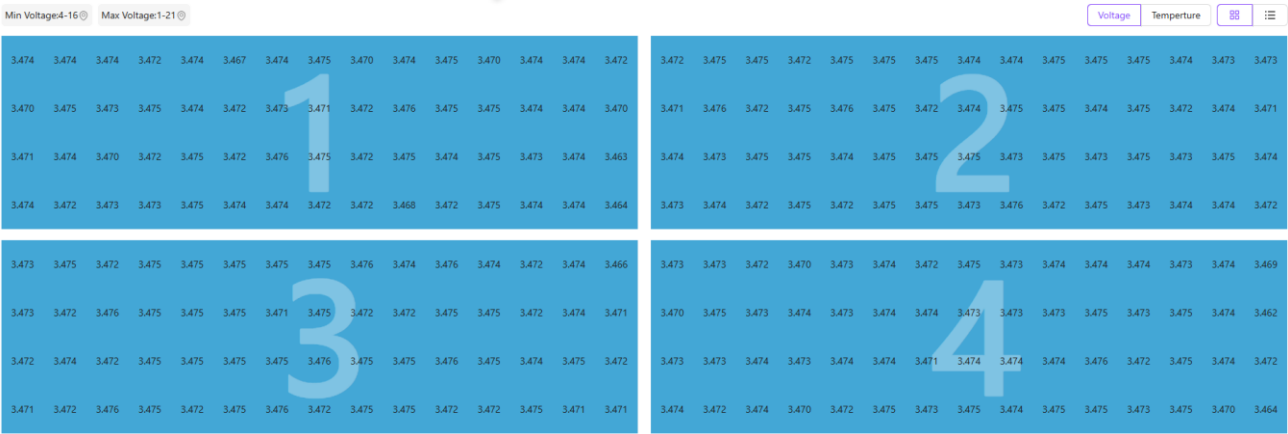 Min Voltage:4-16 Max Voltage:1-21 Voltage Temperture
1
3.474 3.474 3.474 3.472 3.474 3.467 3.474 3.475 3.470 3.474 3.475 3.470 3.474 3.474 3.472
3.470 3.475 3.473 3.475 3.474 3.472 3.473 3.471 3.472 3.476 3.475 3.475 3.474 3.474 3.470
3.471 3.474 3.470 3.472 3.475 3.472 3.476 3.475 3.472 3.475 3.474 3.475 3.473 3.474 3.463
3.474 3.472 3.473 3.473 3.475 3.474 3.474 3.472 3.472 3.468 3.472 3.475 3.474 3.474 3.464
2
3.472 3.475 3.475 3.472 3.475 3.475 3.475 3.474 3.474 3.475 3.475 3.475 3.474 3.473 3.473
3.471 3.476 3.472 3.475 3.476 3.475 3.472 3.474 3.475 3.475 3.474 3.475 3.472 3.474 3.471
3.474 3.473 3.475 3.475 3.474 3.475 3.475 3.475 3.473 3.475 3.473 3.475 3.473 3.475 3.474
3.473 3.474 3.472 3.475 3.472 3.475 3.475 3.473 3.476 3.472 3.475 3.473 3.474 3.474 3.472
3
3.473 3.475 3.472 3.475 3.475 3.475 3.475 3.475 3.476 3.474 3.476 3.474 3.472 3.474 3.466
3.473 3.472 3.476 3.475 3.475 3.475 3.471 3.475 3.472 3.472 3.475 3.475 3.472 3.474 3.471
3.472 3.474 3.472 3.475 3.475 3.475 3.475 3.476 3.475 3.475 3.476 3.475 3.474 3.475 3.472
3.471 3.472 3.476 3.475 3.472 3.475 3.476 3.472 3.475 3.475 3.472 3.472 3.475 3.471 3.471
4
3.473 3.473 3.472 3.470 3.473 3.474 3.472 3.475 3.473 3.474 3.474 3.474 3.473 3.474 3.469
3.470 3.475 3.473 3.474 3.473 3.474 3.474 3.473 3.473 3.473 3.475 3.473 3.475 3.474 3.462
3.473 3.473 3.474 3.473 3.474 3.474 3.471 3.474 3.474 3.474 3.476 3.472 3.475 3.474 3.472
3.474 3.472 3.474 3.470 3.472 3.475 3.473 3.475 3.474 3.475 3.475 3.473 3.475 3.470 3.464